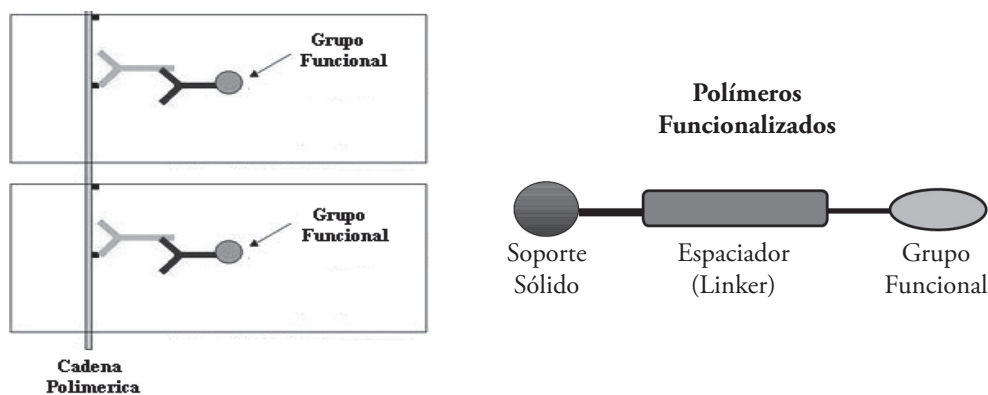 Grupo
Funcional
Grupo
Funcional
Cadena
Polimerica
Polímeros
Funcionalizados
Soporte
Sólido
Espaciador
(Linker)
Grupo
Funcional